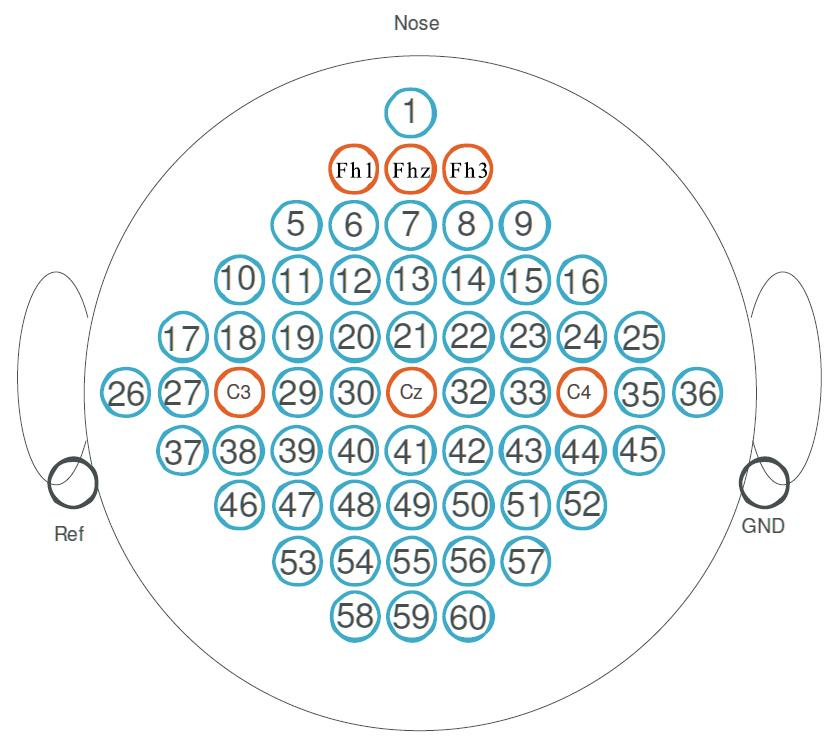 Nose
1
Fh1 Fhz Fh3
5 6 7 8 9
10 11 12 13 14 15 16
17 18 19 20 21 22 23 24 25
26 27 C3 29 30 Cz 32 33 C4 35 36
37 38 39 40 41 42 43 44 45
46 47 48 49 50 51 52
Ref
GND
53 54 55 56 57
58 59 60